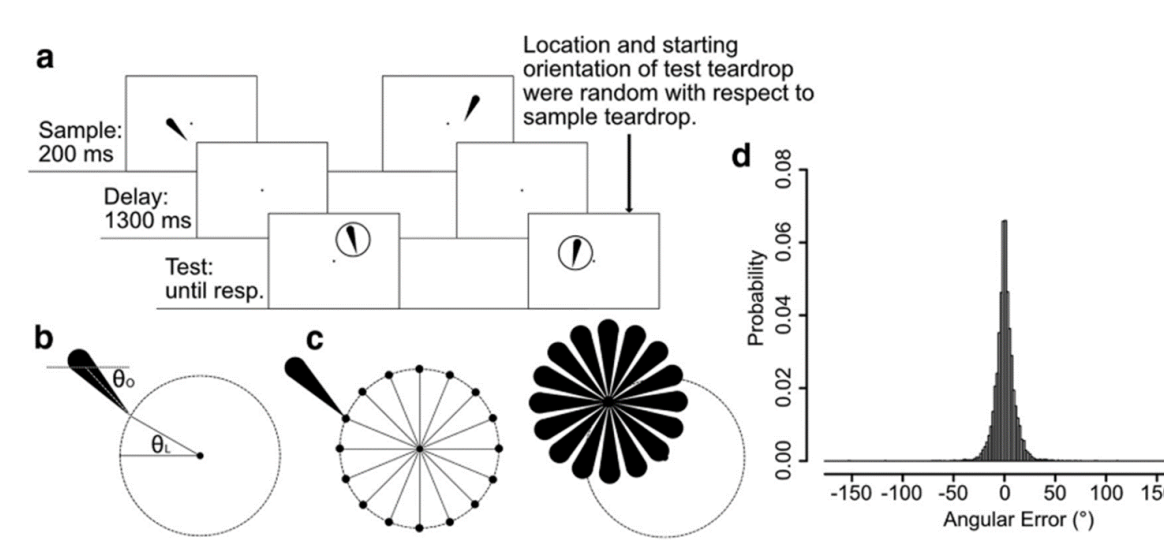 a
Location and starting
orientation of test teardrop
were random with respect to
sample teardrop.
Sample:
200 ms
Delay:
1300 ms
Test:
until resp.
b
θO
θL
c
d
Probability
0.08
0.06
0.04
0.02
0.00
-150 -100 -50 0 50 100 15
Angular Error (°)